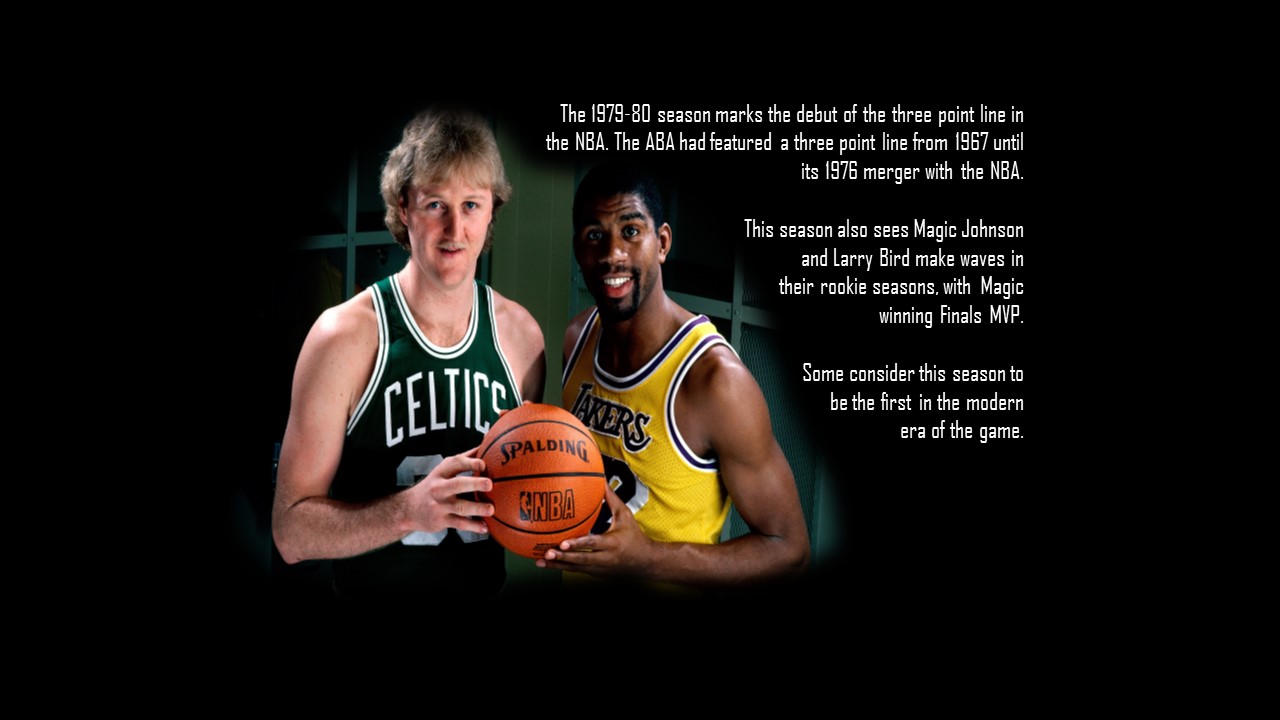 The 1979-80 season marks the debut of the three point line in
the NBA. The ABA had featured a three point line from 1967 until
its 1976 merger with the NBA.
This season also sees Magic Johnson
and Larry Bird make waves in
their rookie seasons, with Magic
winning Finals MVP.
Some consider this season to
be the first in the modern
era of the game.
CELTICS
LAKERS
SPALDING
NBA